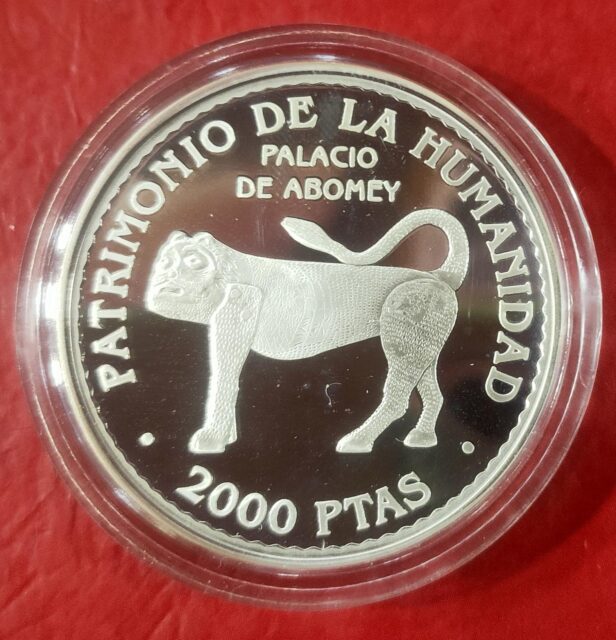 PATRIMONIO DE LA HUMANIDAD
PALACIO
DE ABOMEY
2000 PTAS